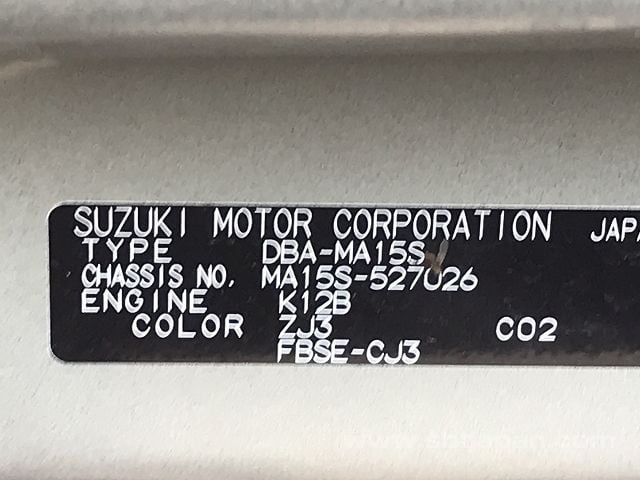 SUZUKI MOTOR CORPORATION JAPA
TYPE DBA-MA15S
CHASSIS NO. MA15S-527026
ENGINE K12B
COLOR ZJ3 C02
FBSE-CJ3